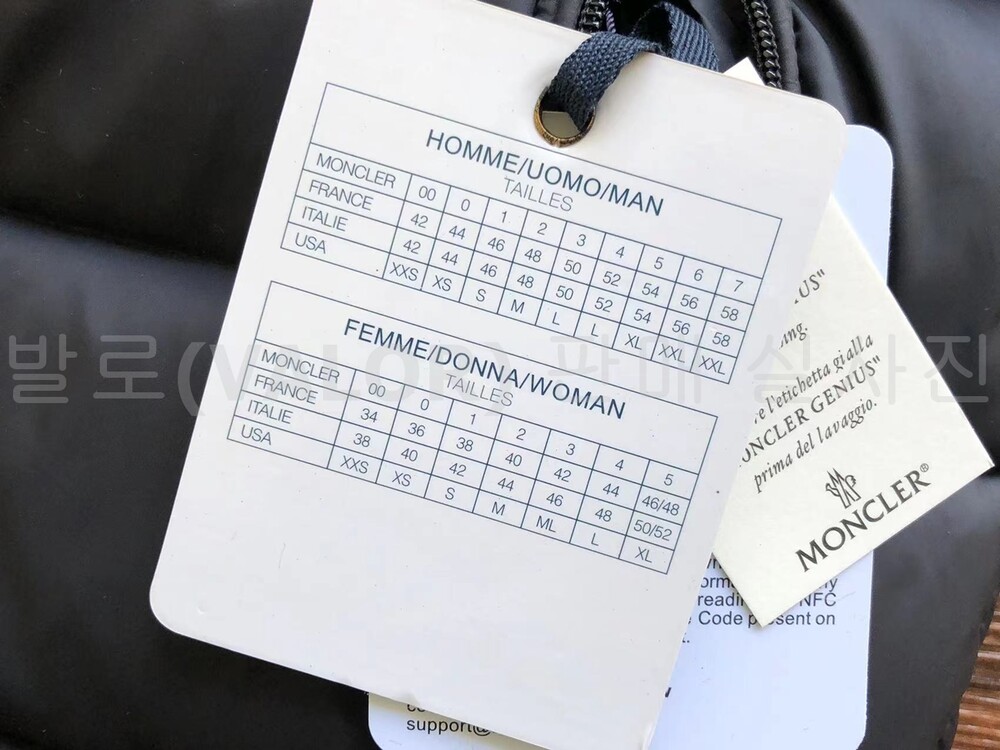 HOMME/UOMO/MAN
TAILLES
MONCLER 00 0 1 2 3 4 5 6 7
FRANCE 42 44 46 48 50 52 54 56 58
ITALIE 42 44 46 48 50 52 54 56 58
USA XXS XS S M L L XL XXL XXL
FEMME/DONNA/WOMAN
TAILLES
MONCLER 00 0 1 2 3 4 5
FRANCE 34 36 38 40 42 44 46/48
ITALIE 38 40 42 44 46 48 50/52
USA XXS XS S M ML L XL
발로(VALOR) 판매 실사진
l'etichetta gialla
GENIUS"
prima del lavaggio.
MONCLER®
NFC
Code present on
support@